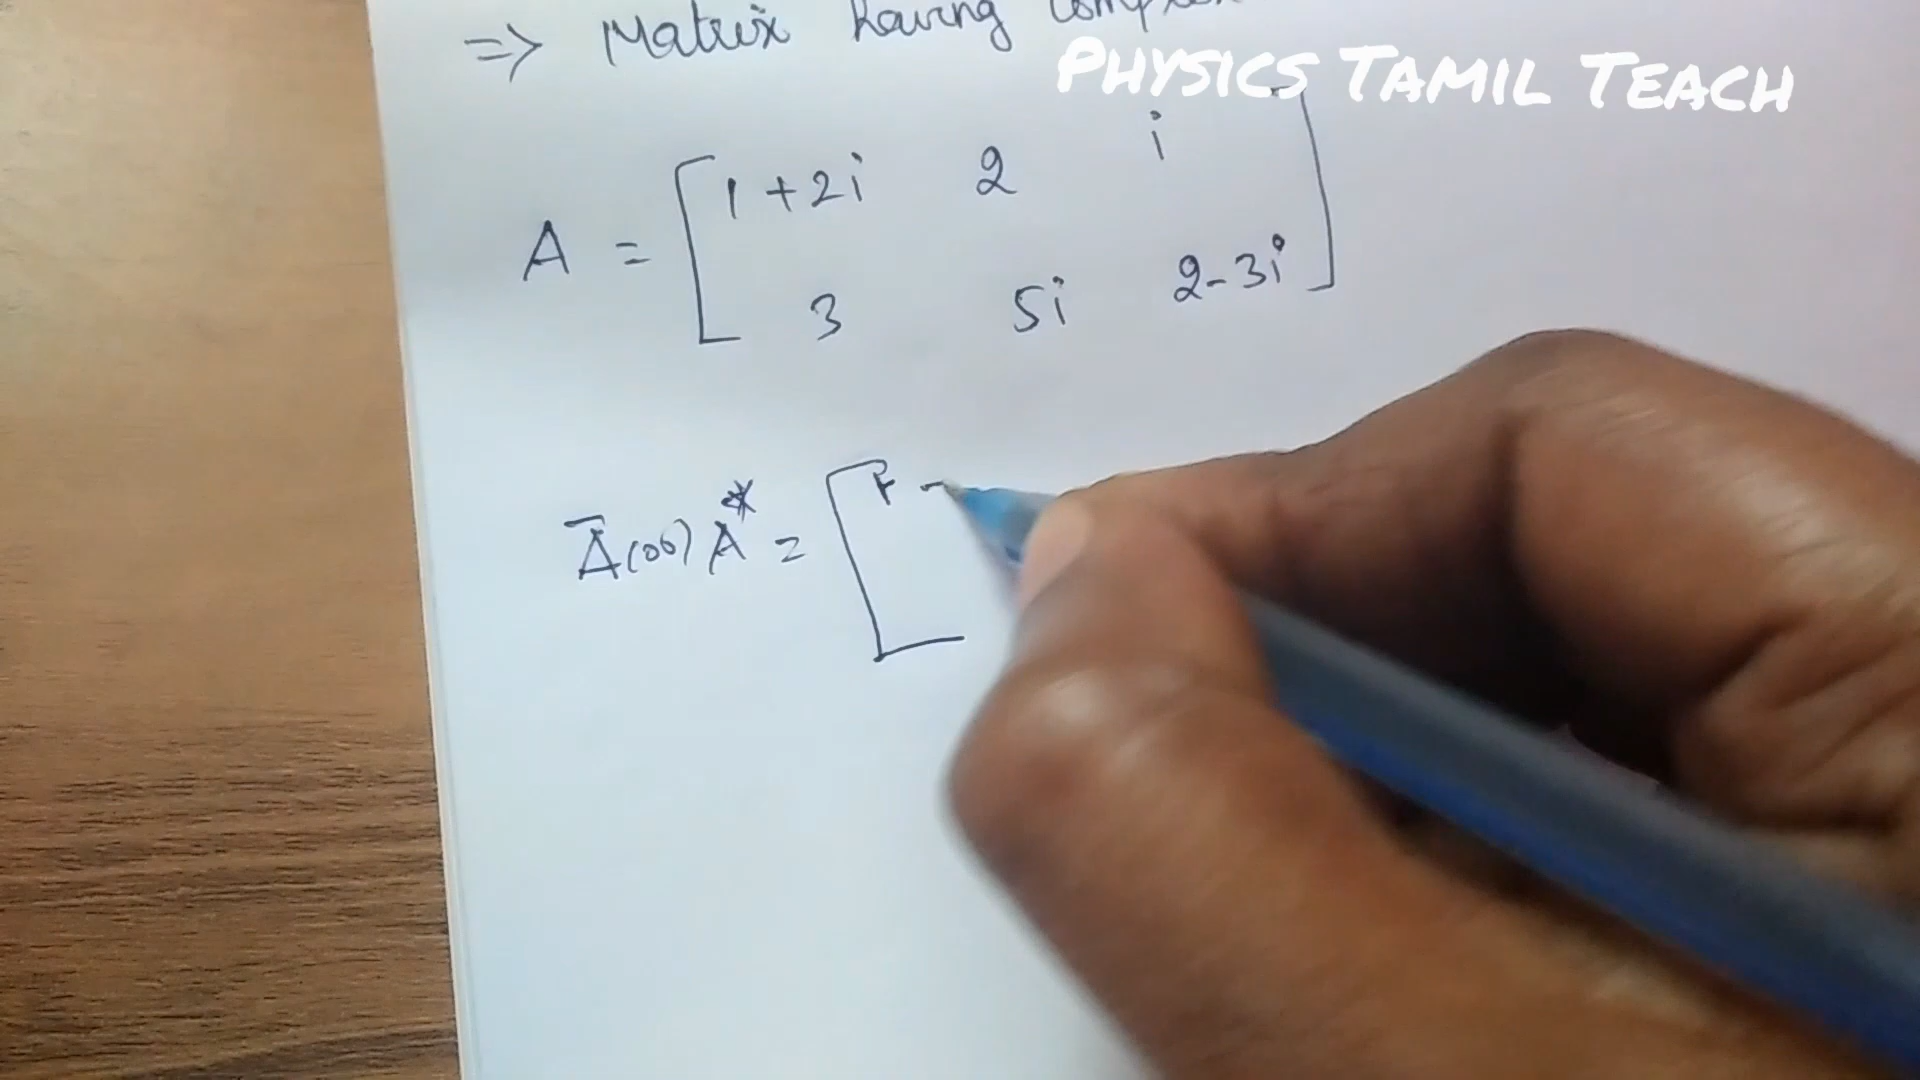 => Matrix having
PHYSICS TAMIL TEACH
A = [ 1+2i 2 i
3 5i 2-3i ]
Ā (or) A* = [ 1 -